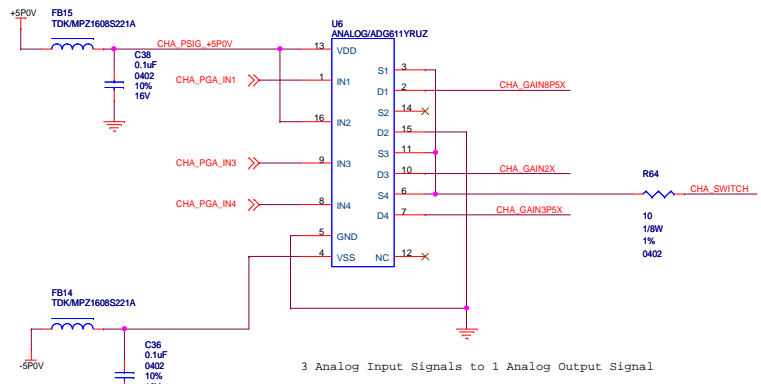 +5P0V
FB15
TDK/MPZ1608S221A
C38
0.1uF
0402
10%
16V
CHA_PSIG_+5P0V
CHA_PGA_IN1
CHA_PGA_IN3
CHA_PGA_IN4
U6
ANALOG/ADG611YRUZ
13 VDD
1 IN1
16 IN2
9 IN3
8 IN4
5 GND
4 VSS
S1 3
D1 2
S2 14
D2 15
S3 11
D3 10
S4 6
D4 7
NC 12
CHA_GAIN8P5X
CHA_GAIN2X
CHA_GAIN3P5X
R64
CHA_SWITCH
10
1/8W
1%
0402
FB14
TDK/MPZ1608S221A
-5P0V
C36
0.1uF
0402
10%
3 Analog Input Signals to 1 Analog Output Signal